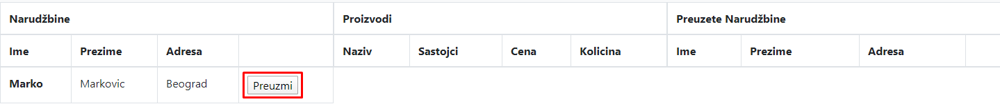 Narudžbine Proizvodi Preuzete Narudžbine
Ime Prezime Adresa Naziv Sastojci Cena Kolicina Ime Prezime Adresa
Marko Markovic Beograd Preuzmi